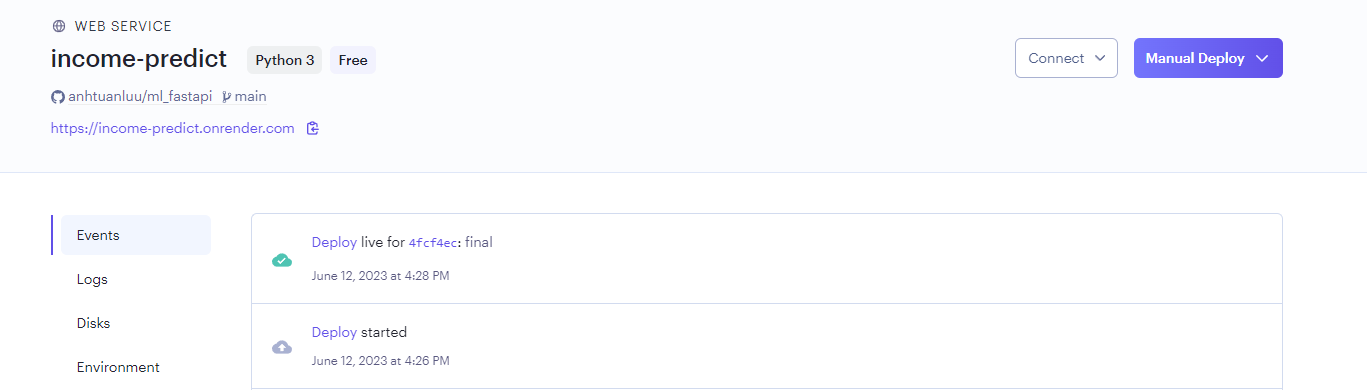 WEB SERVICE
income-predict Python 3 Free
Connect Manual Deploy
anhtuanluu/ml_fastapi main
https://income-predict.onrender.com
Events
Logs
Disks
Environment
Deploy live for 4fcf4ec: final
June 12, 2023 at 4:28 PM
Deploy started
June 12, 2023 at 4:26 PM